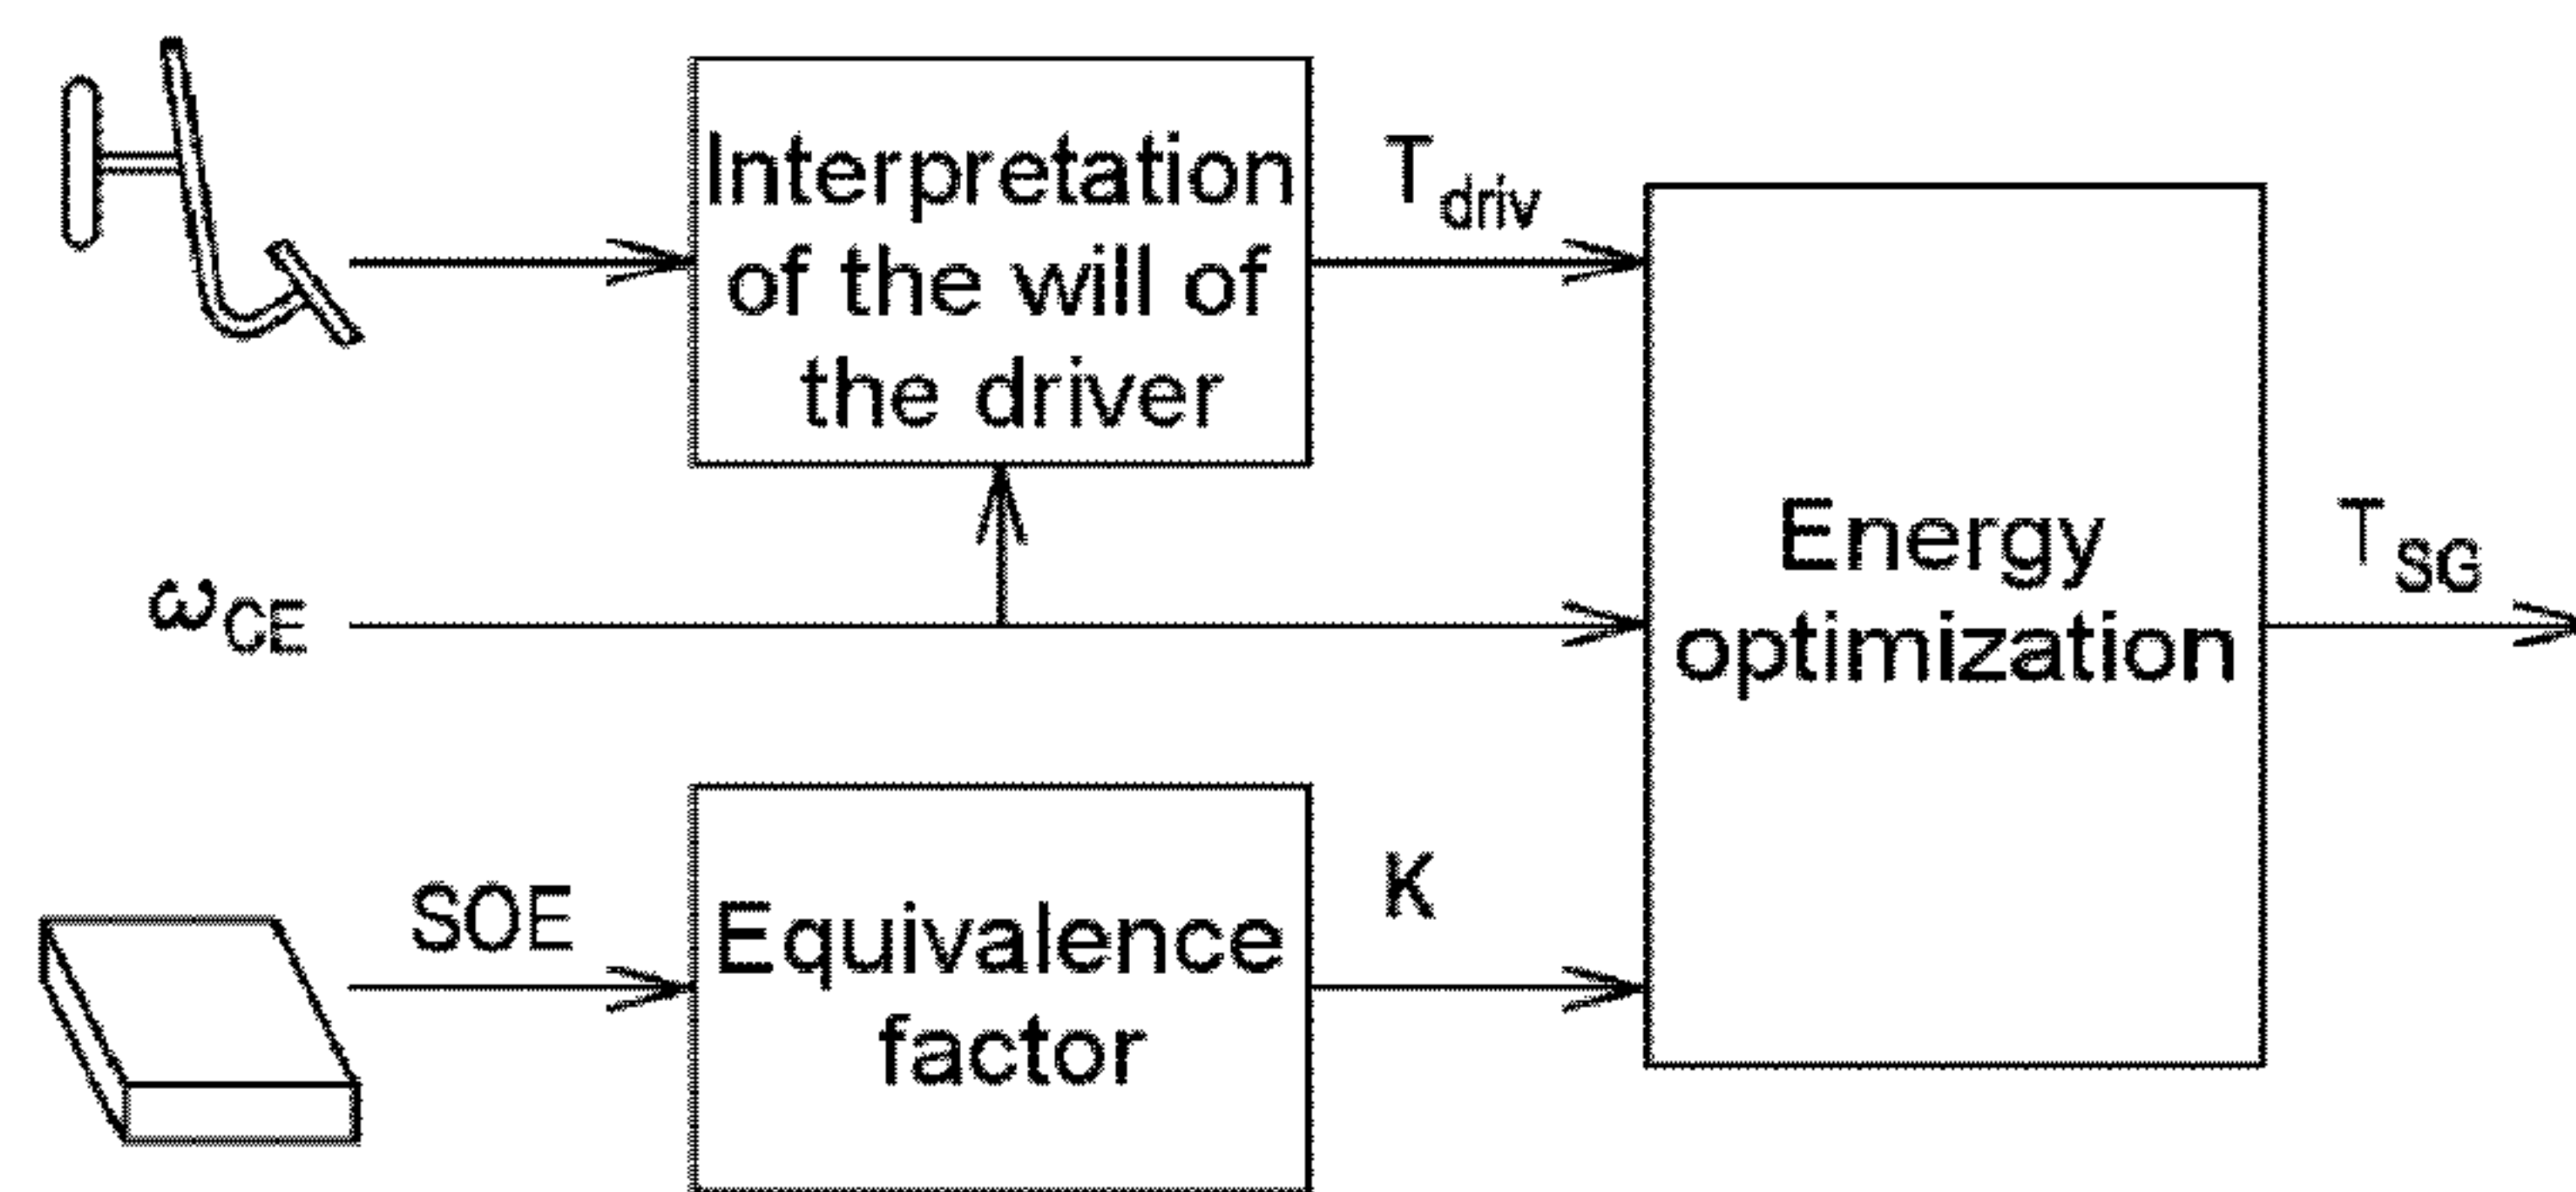 Interpretation
of the will of
the driver
T_driv
ω_CE
Energy
optimization
T_SG
SOE
Equivalence
factor
K